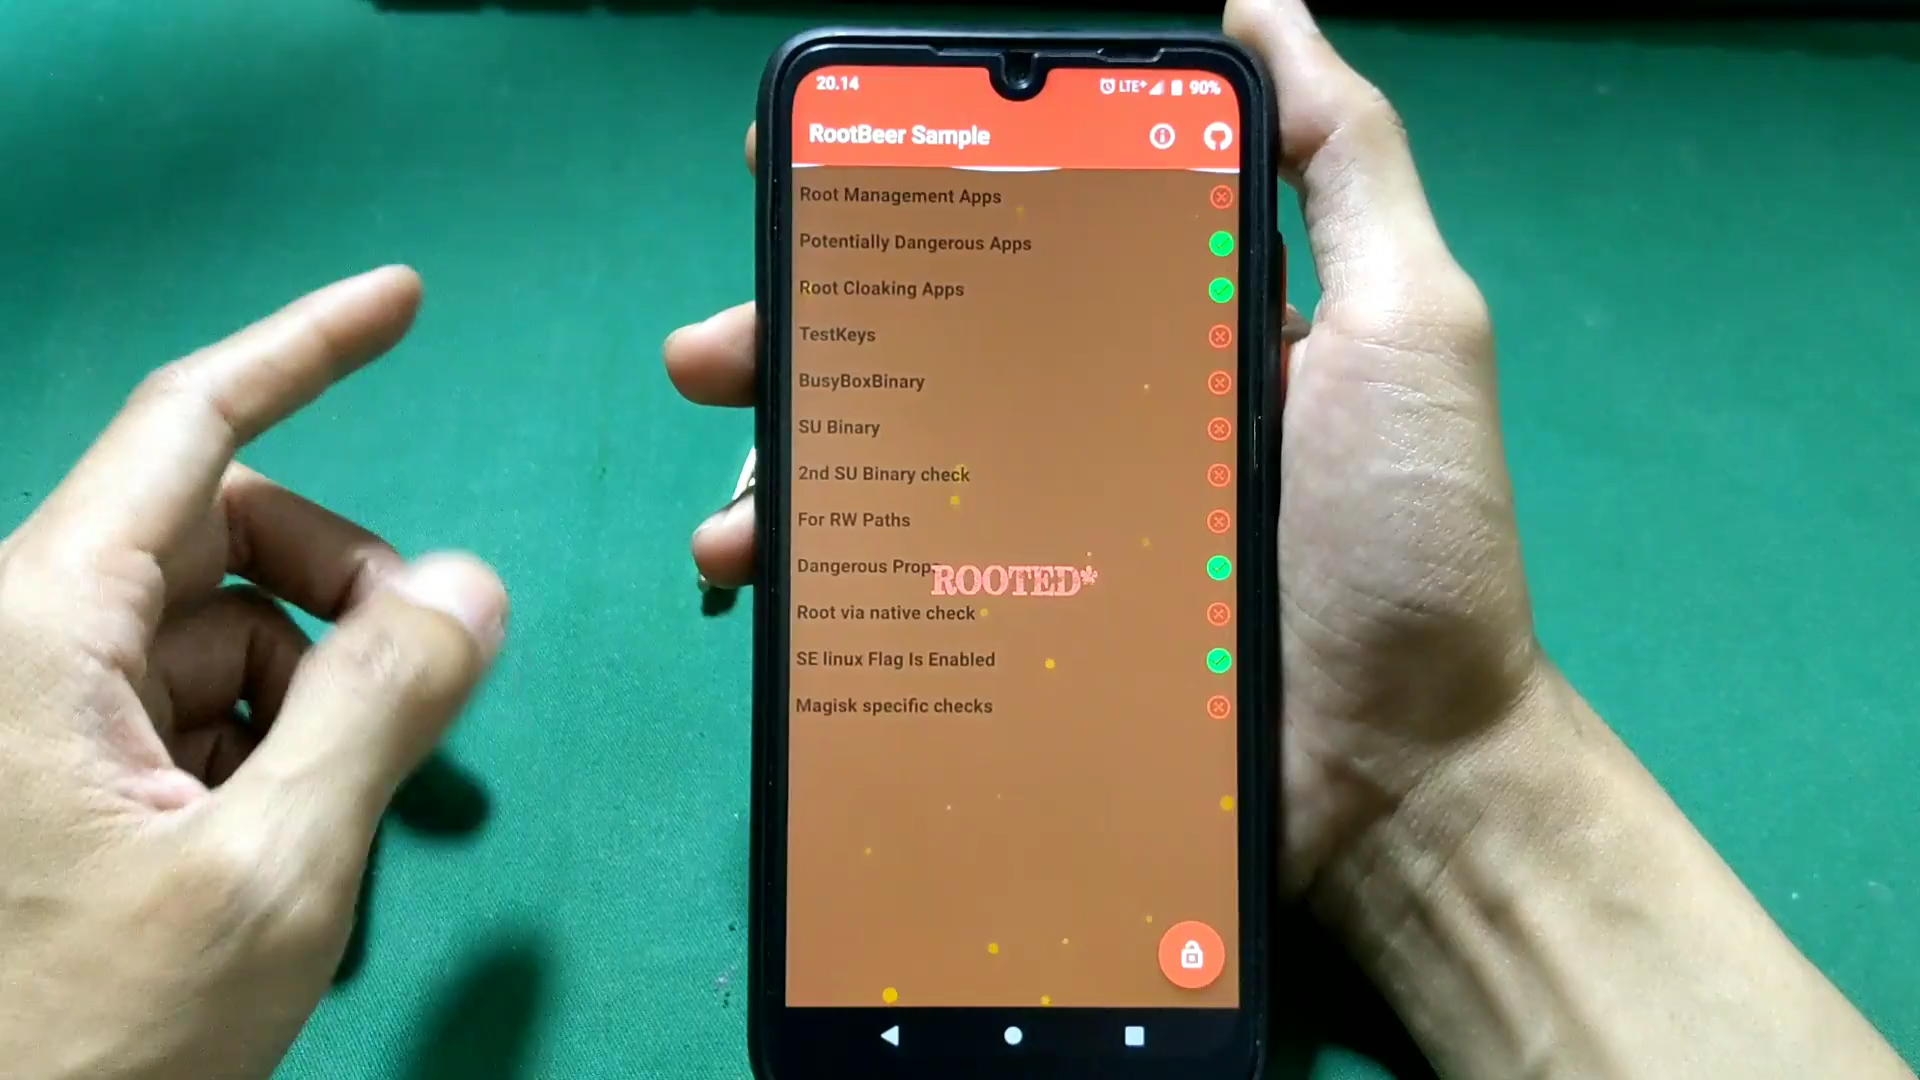 20.14 LTE+ 90%
RootBeer Sample
Root Management Apps
Potentially Dangerous Apps
Root Cloaking Apps
TestKeys
BusyBoxBinary
SU Binary
2nd SU Binary check
For RW Paths
Dangerous Props
ROOTED*
Root via native check
SE linux Flag Is Enabled
Magisk specific checks